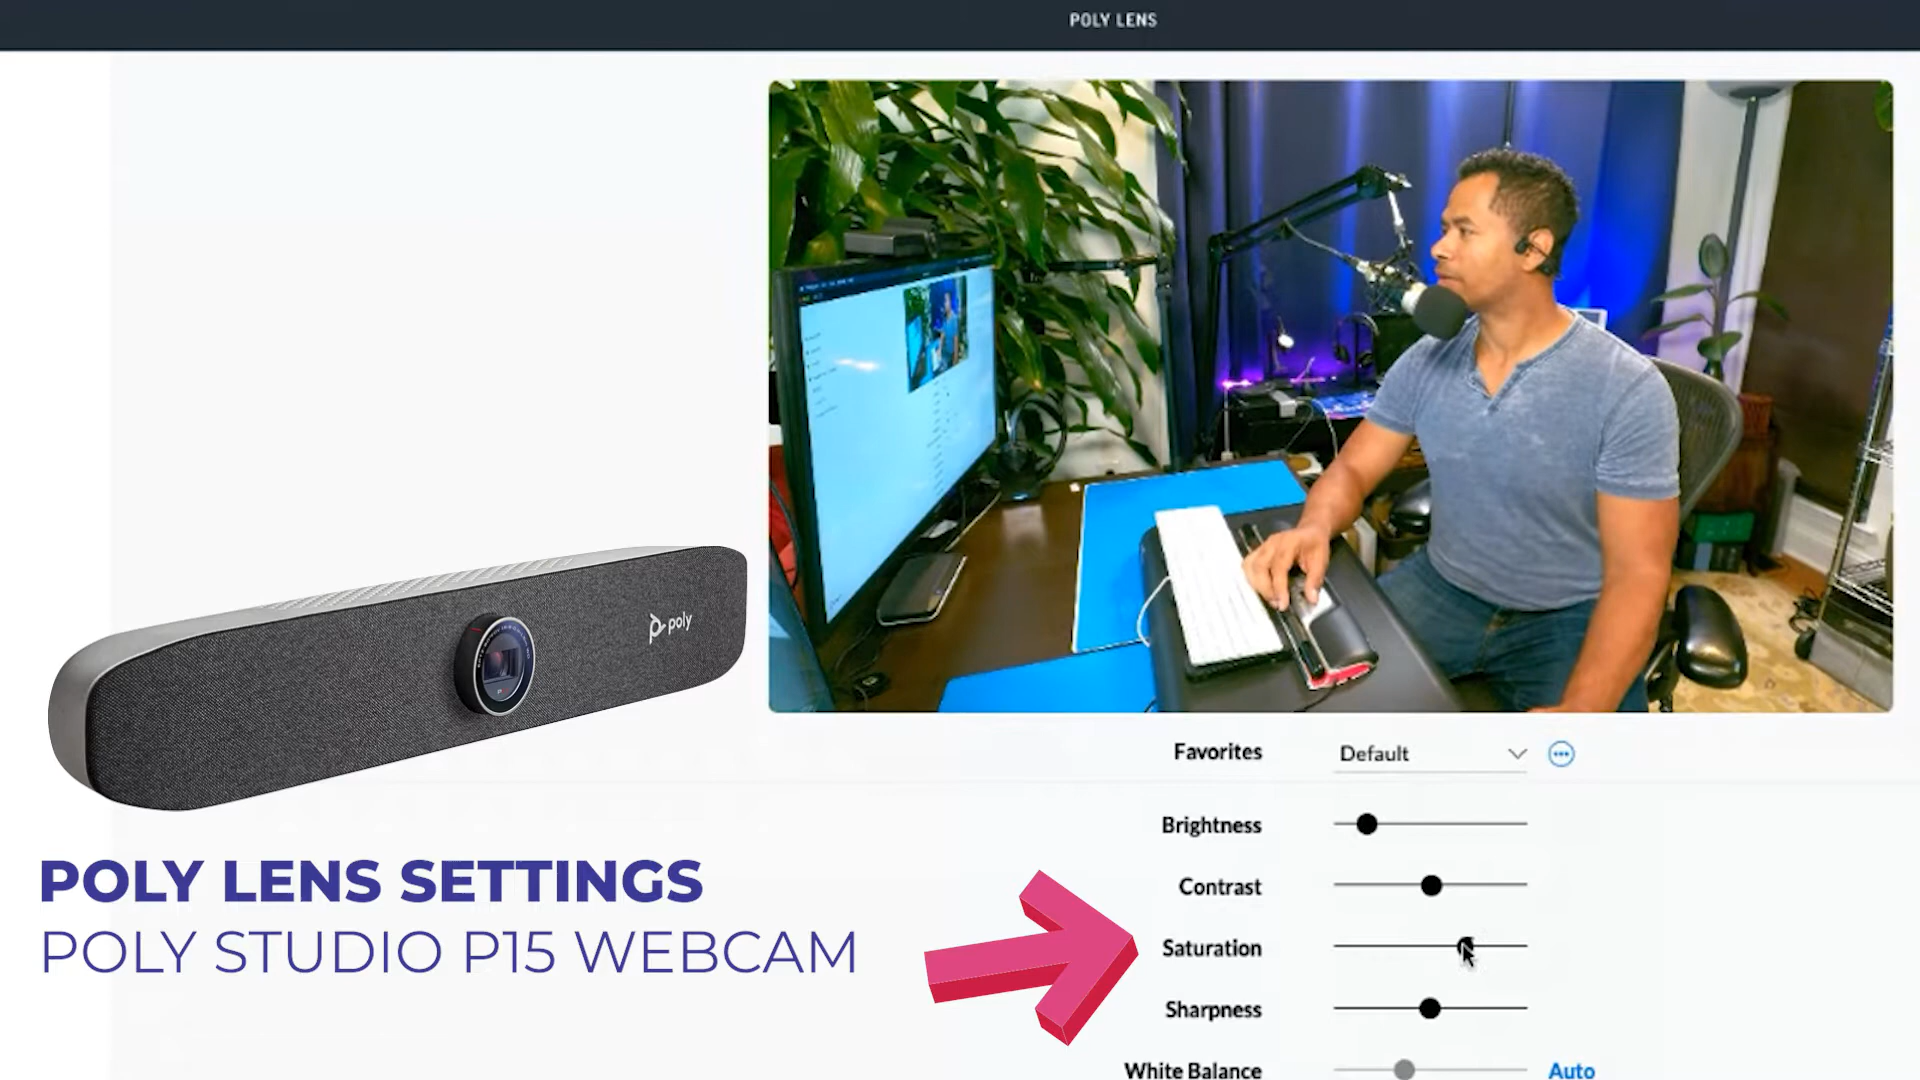 POLY LENS
poly
POLY LENS SETTINGS
POLY STUDIO P15 WEBCAM
Favorites Default
Brightness
Contrast
Saturation
Sharpness
White Balance Auto